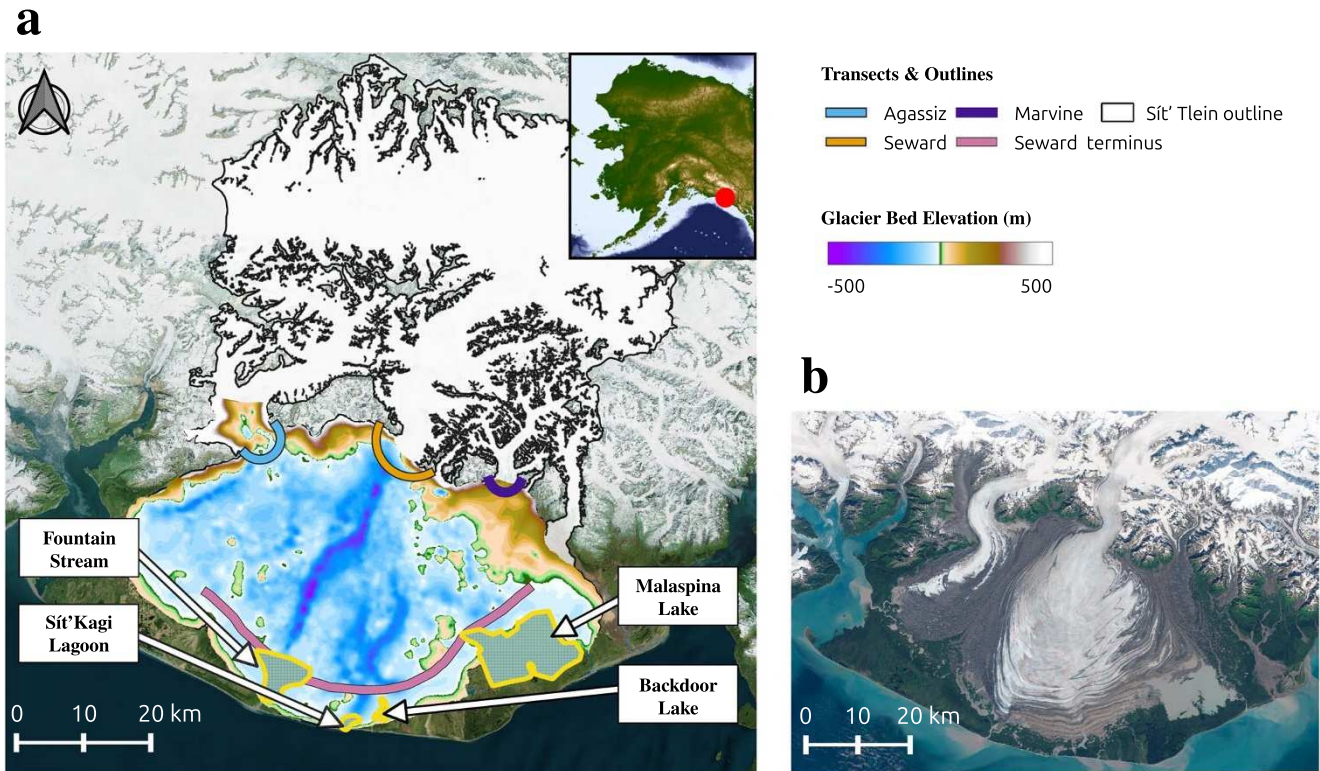 a
Transects & Outlines
Agassiz
Marvine
Sít' Tlein outline
Seward
Seward terminus
Glacier Bed Elevation (m)
-500
500
b
Fountain
Stream
Sít'Kagi
Lagoon
Malaspina
Lake
Backdoor
Lake
0 10 20 km
0 10 20 km